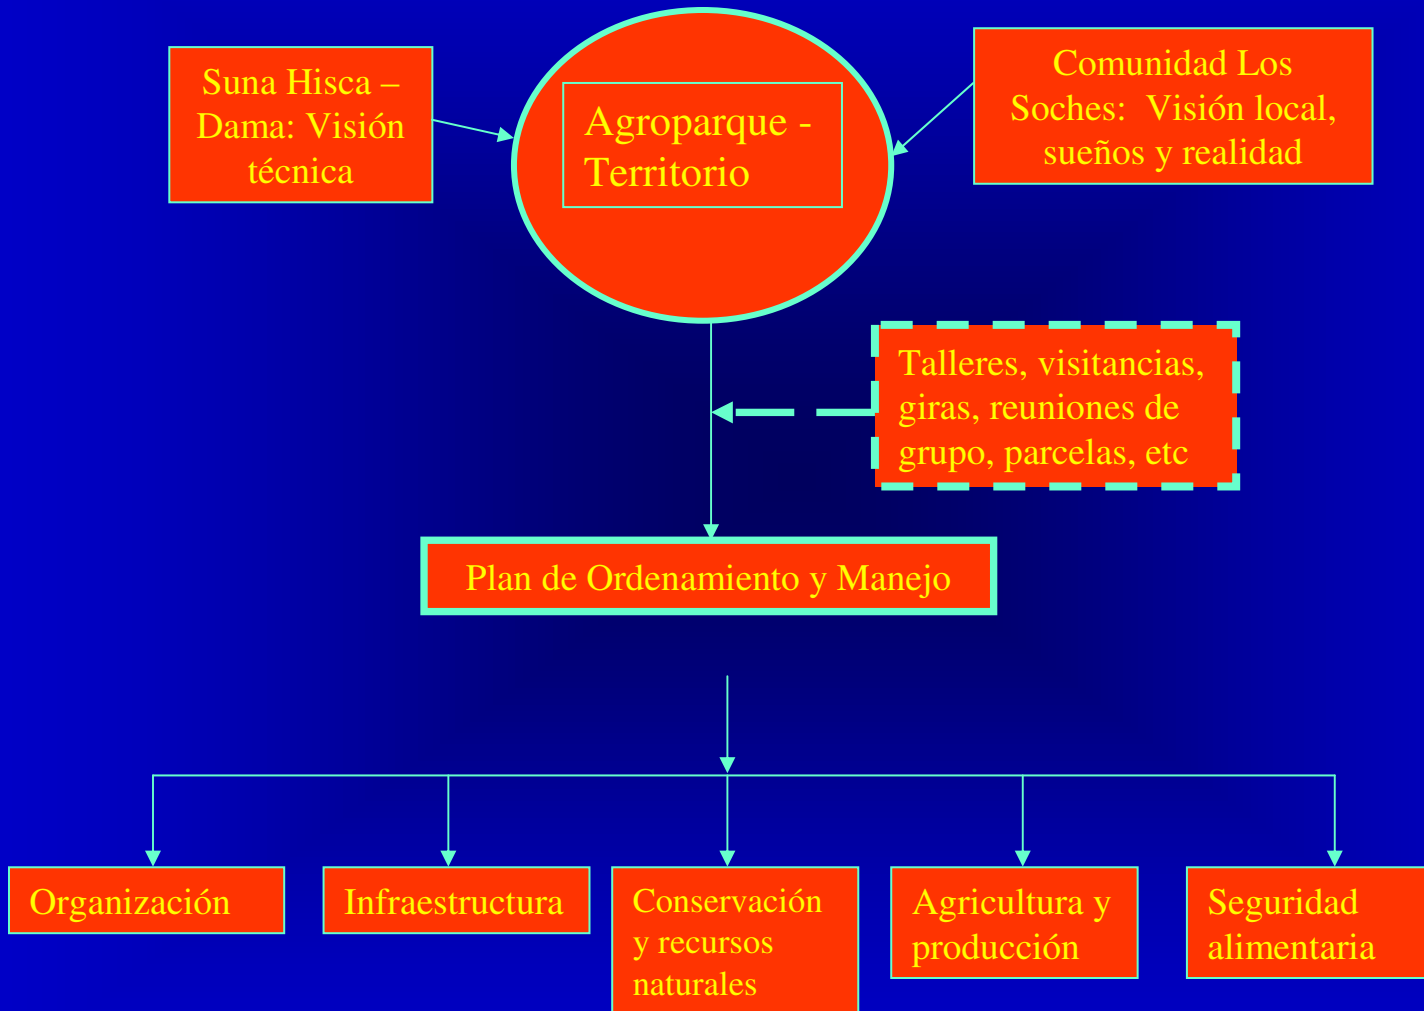 Suna Hisca –
Dama: Visión
técnica
Agroparque -
Territorio
Comunidad Los
Soches: Visión local,
sueños y realidad
Talleres, visitancias,
giras, reuniones de
grupo, parcelas, etc
Plan de Ordenamiento y Manejo
Organización
Infraestructura
Conservación
y recursos
naturales
Agricultura y
producción
Seguridad
alimentaria